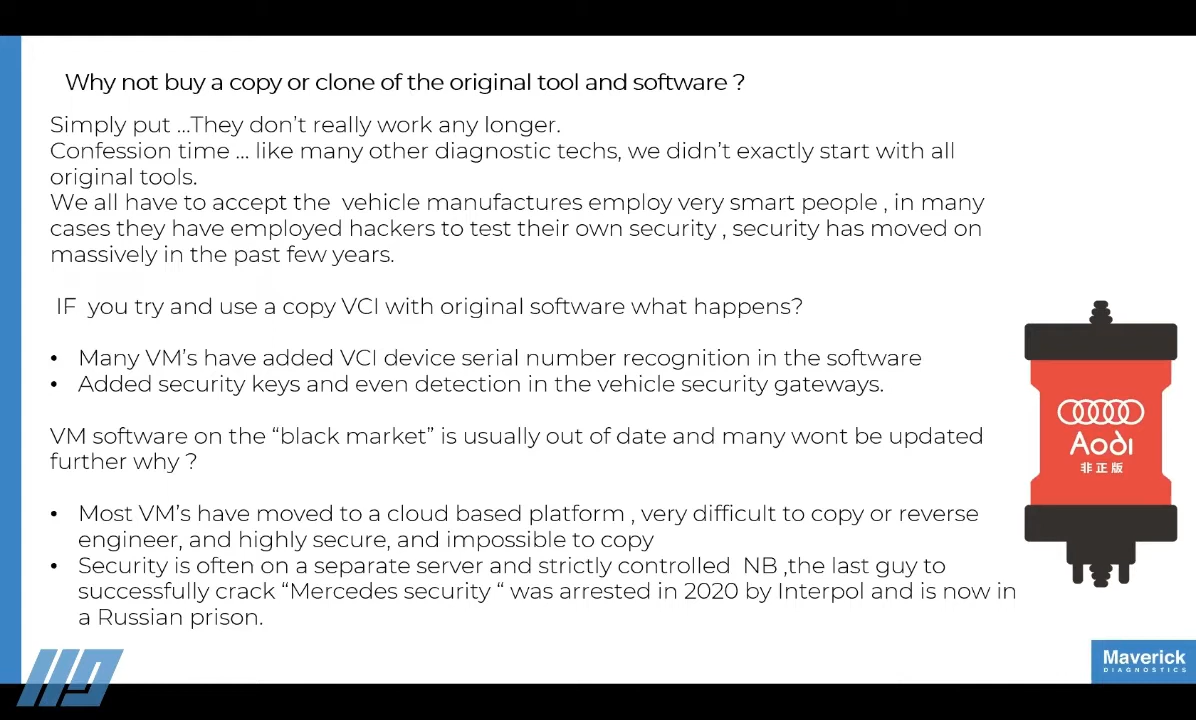 Why not buy a copy or clone of the original tool and software ?
Simply put ...They don't really work any longer.
Confession time ... like many other diagnostic techs, we didn't exactly start with all
original tools.
We all have to accept the vehicle manufactures employ very smart people , in many
cases they have employed hackers to test their own security , security has moved on
massively in the past few years.
IF you try and use a copy VCI with original software what happens?
• Many VM's have added VCI device serial number recognition in the software
• Added security keys and even detection in the vehicle security gateways.
VM software on the “black market” is usually out of date and many wont be updated
further why ?
• Most VM's have moved to a cloud based platform , very difficult to copy or reverse
engineer, and highly secure, and impossible to copy
• Security is often on a separate server and strictly controlled NB ,the last guy to
successfully crack “Mercedes security “ was arrested in 2020 by Interpol and is now in
a Russian prison.
Aodi
非正版
Maverick
DIAGNOSTICS